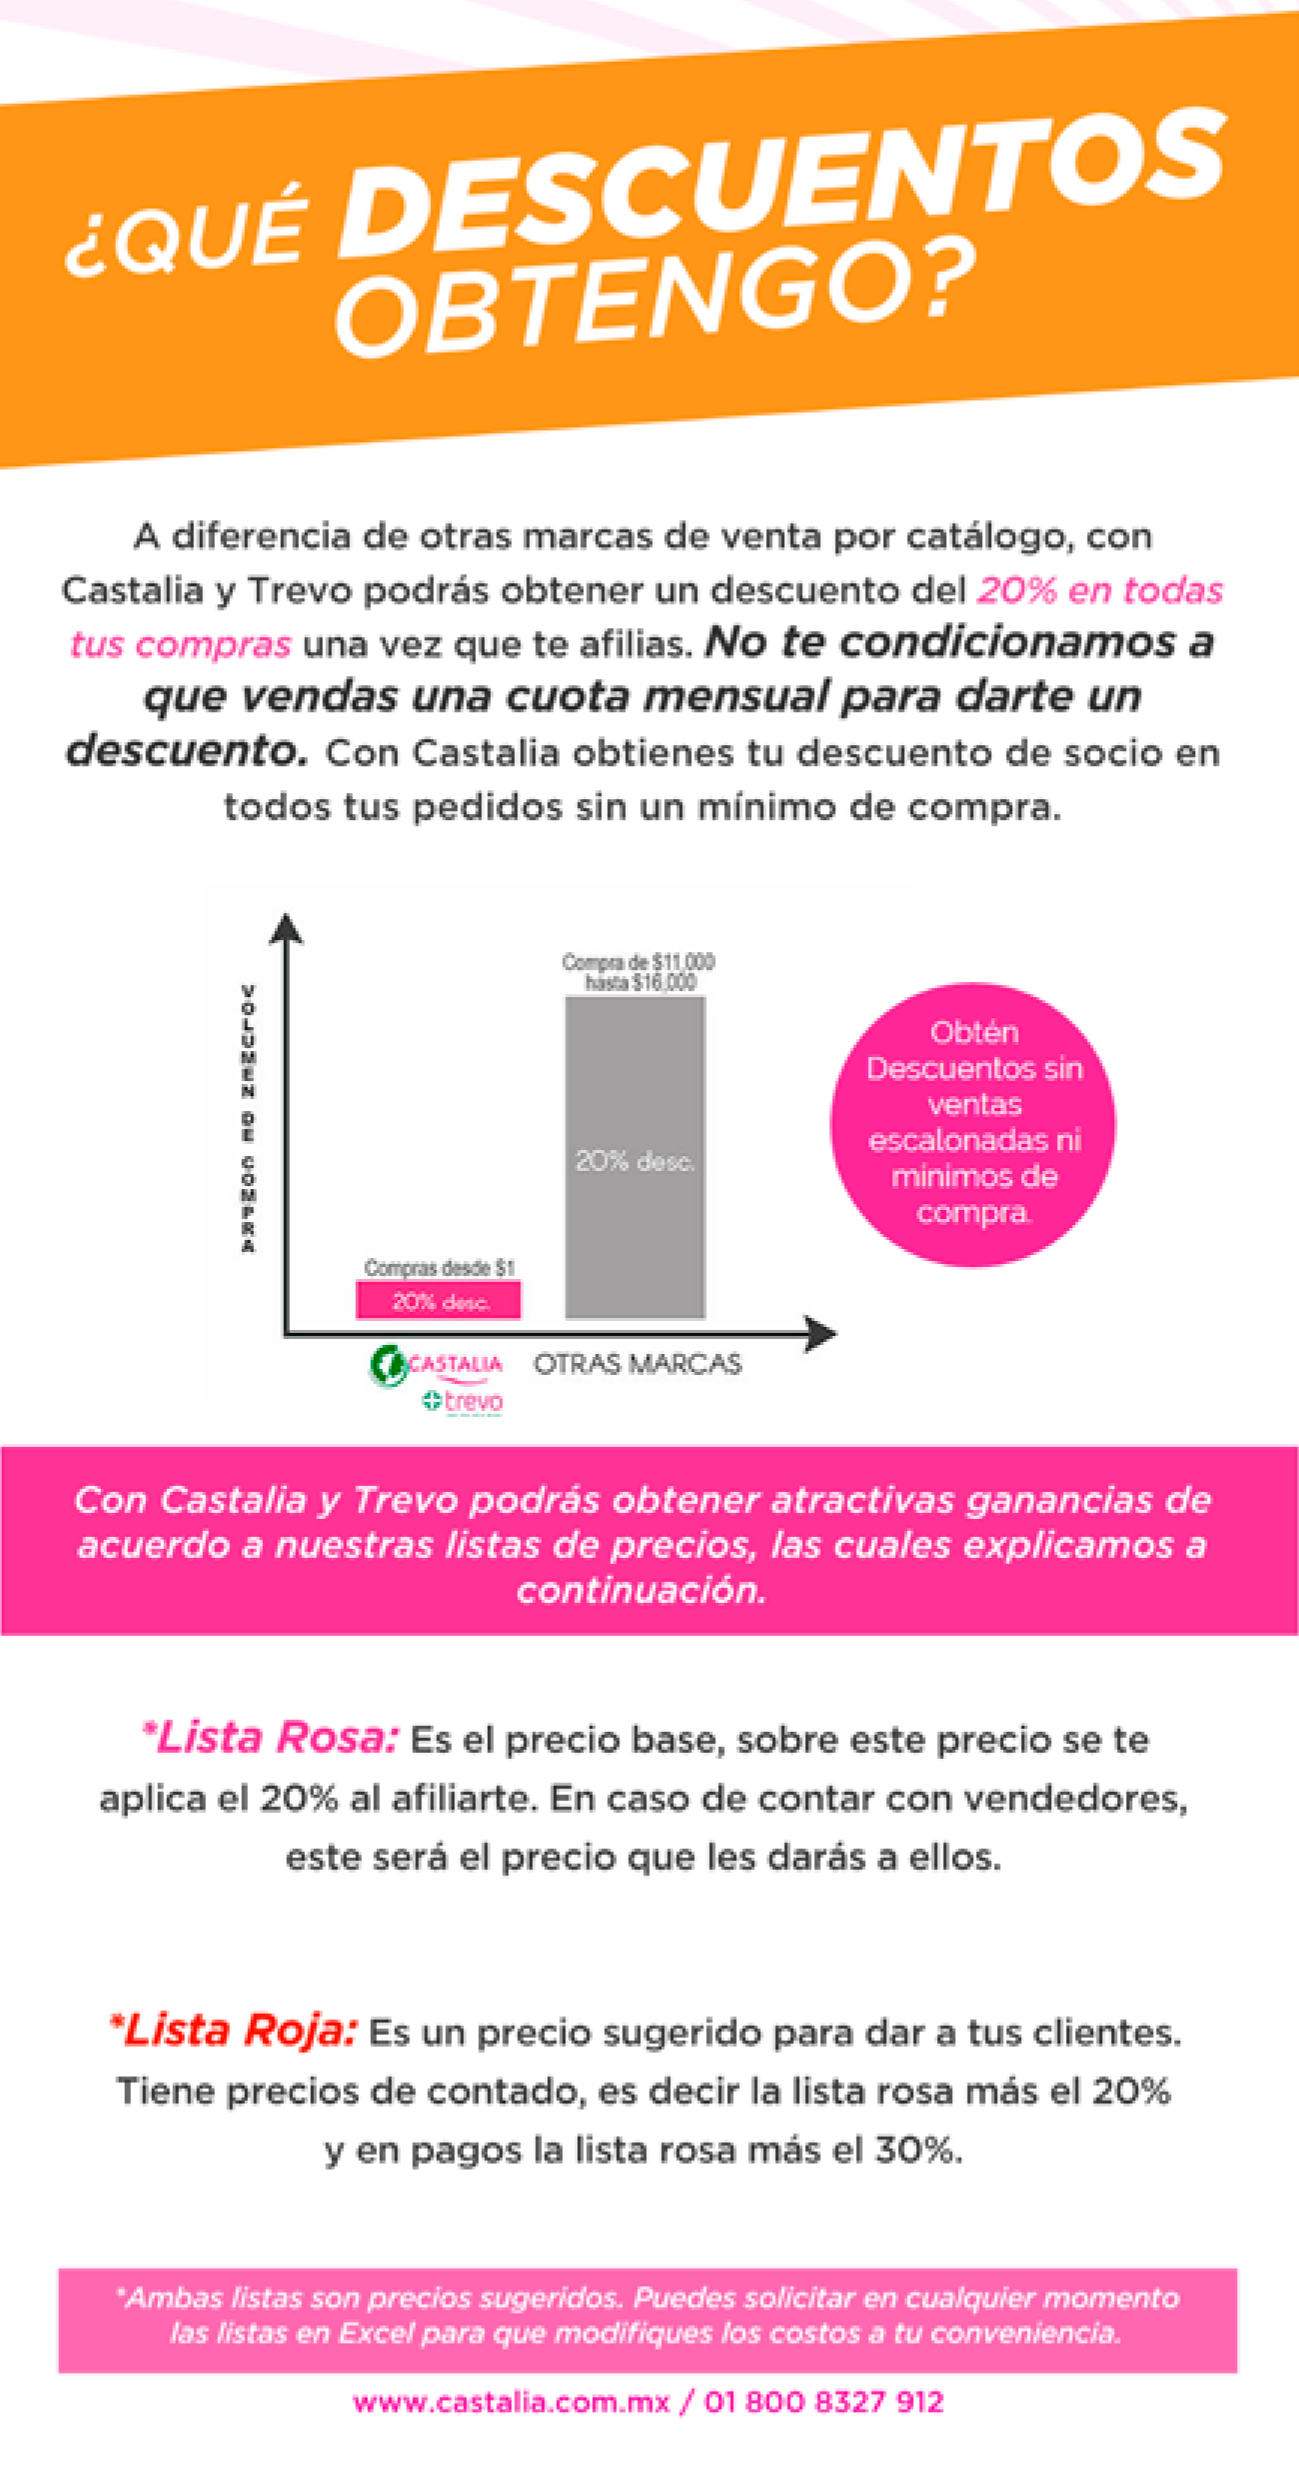 ¿QUÉ DESCUENTOS
OBTENGO?
A diferencia de otras marcas de venta por catálogo, con
Castalia y Trevo podrás obtener un descuento del 20% en todas
tus compras una vez que te afilias. No te condicionamos a
que vendas una cuota mensual para darte un
descuento. Con Castalia obtienes tu descuento de socio en
todos tus pedidos sin un mínimo de compra.
VOLUMEN DE COMPRA
Compra de $11,000
hasta $16,000
20% desc.
Compras desde $1
20% desc.
CASTALIA
trevo
OTRAS MARCAS
Obtén
Descuentos sin
ventas
escalonadas ni
mínimos de
compra.
Con Castalia y Trevo podrás obtener atractivas ganancias de
acuerdo a nuestras listas de precios, las cuales explicamos a
continuación.
*Lista Rosa: Es el precio base, sobre este precio se te
aplica el 20% al afiliarte. En caso de contar con vendedores,
este será el precio que les darás a ellos.
*Lista Roja: Es un precio sugerido para dar a tus clientes.
Tiene precios de contado, es decir la lista rosa más el 20%
y en pagos la lista rosa más el 30%.
*Ambas listas son precios sugeridos. Puedes solicitar en cualquier momento
las listas en Excel para que modifiques los costos a tu conveniencia.
www.castalia.com.mx / 01 800 8327 912